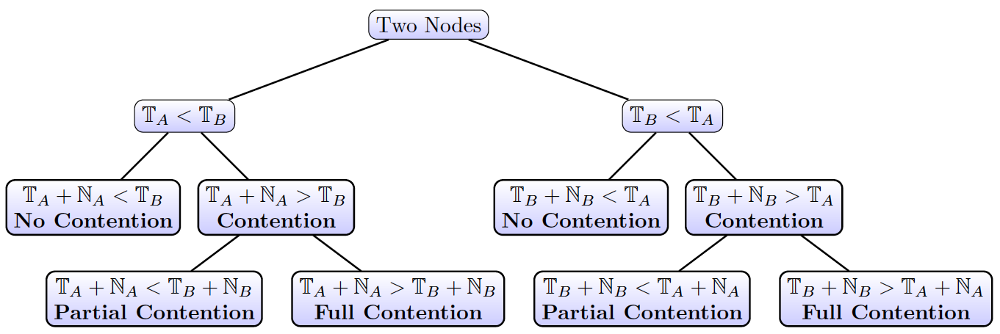 Two Nodes
𝕋_A < 𝕋_B
𝕋_B < 𝕋_A
𝕋_A + ℕ_A < 𝕋_B
No Contention
𝕋_A + ℕ_A > 𝕋_B
Contention
𝕋_B + ℕ_B < 𝕋_A
No Contention
𝕋_B + ℕ_B > 𝕋_A
Contention
𝕋_A + ℕ_A < 𝕋_B + ℕ_B
Partial Contention
𝕋_A + ℕ_A > 𝕋_B + ℕ_B
Full Contention
𝕋_B + ℕ_B < 𝕋_A + ℕ_A
Partial Contention
𝕋_B + ℕ_B > 𝕋_A + ℕ_A
Full Contention